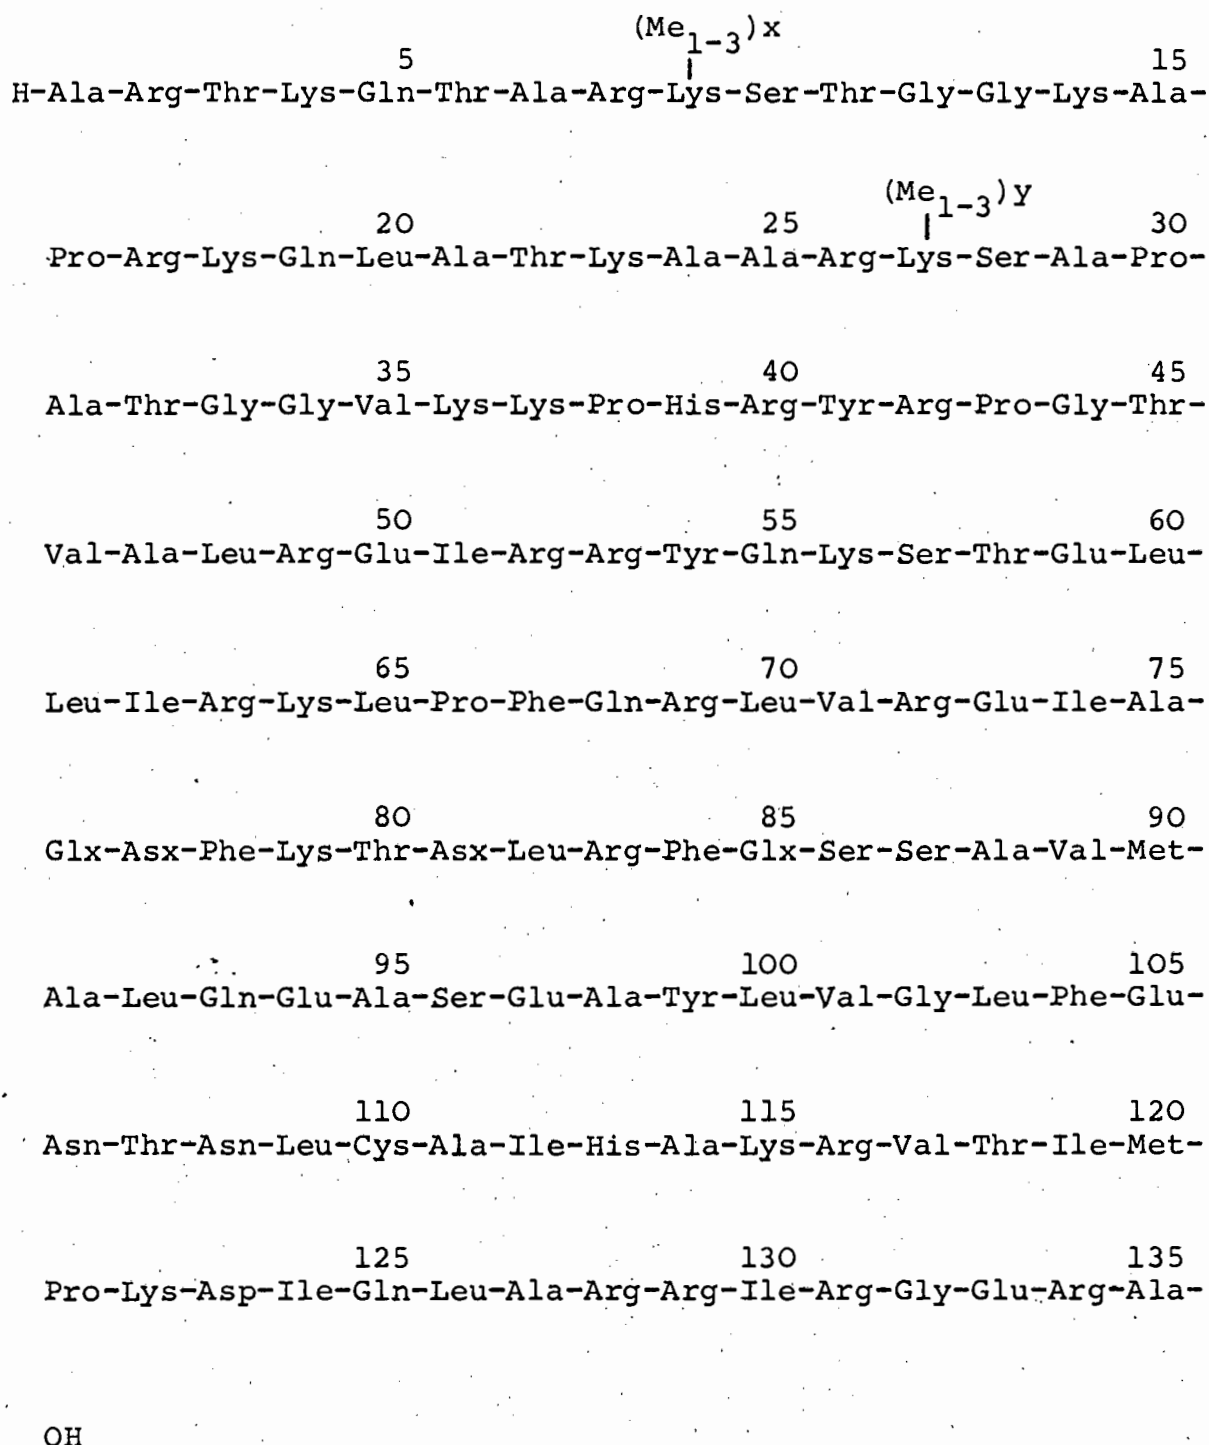 (Me1-3)x
5 15
H-Ala-Arg-Thr-Lys-Gln-Thr-Ala-Arg-Lys-Ser-Thr-Gly-Gly-Lys-Ala-
(Me1-3)y
20 25 30
Pro-Arg-Lys-Gln-Leu-Ala-Thr-Lys-Ala-Ala-Arg-Lys-Ser-Ala-Pro-
35 40 45
Ala-Thr-Gly-Gly-Val-Lys-Lys-Pro-His-Arg-Tyr-Arg-Pro-Gly-Thr-
50 55 60
Val-Ala-Leu-Arg-Glu-Ile-Arg-Arg-Tyr-Gln-Lys-Ser-Thr-Glu-Leu-
65 70 75
Leu-Ile-Arg-Lys-Leu-Pro-Phe-Gln-Arg-Leu-Val-Arg-Glu-Ile-Ala-
80 85 90
Glx-Asx-Phe-Lys-Thr-Asx-Leu-Arg-Phe-Glx-Ser-Ser-Ala-Val-Met-
95 100 105
Ala-Leu-Gln-Glu-Ala-Ser-Glu-Ala-Tyr-Leu-Val-Gly-Leu-Phe-Glu-
110 115 120
Asn-Thr-Asn-Leu-Cys-Ala-Ile-His-Ala-Lys-Arg-Val-Thr-Ile-Met-
125 130 135
Pro-Lys-Asp-Ile-Gln-Leu-Ala-Arg-Arg-Ile-Arg-Gly-Glu-Arg-Ala-
OH